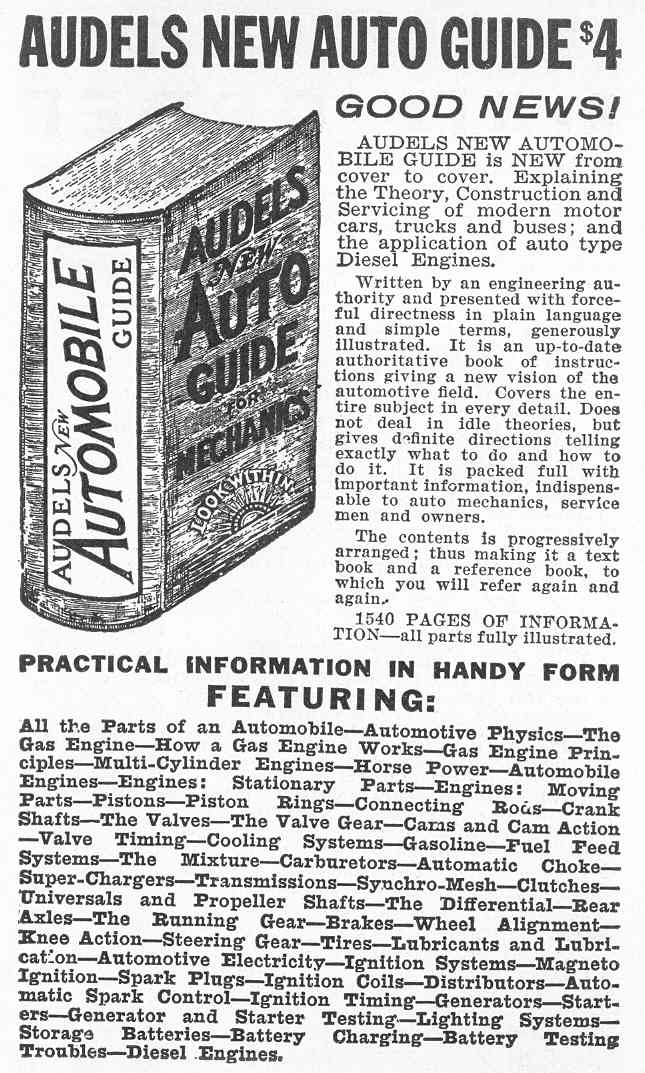 AUDELS NEW AUTO GUIDE $4
GOOD NEWS!
AUDELS NEW AUTOMO-
BILE GUIDE is NEW from
cover to cover. Explaining
the Theory, Construction and
Servicing of modern motor
cars, trucks and buses; and
the application of auto type
Diesel Engines.
Written by an engineering au-
thority and presented with force-
ful directness in plain language
and simple terms, generously
illustrated. It is an up-to-date
authoritative book of instruc-
tions giving a new vision of the
automotive field. Covers the en-
tire subject in every detail. Does
not deal in idle theories, but
gives definite directions telling
exactly what to do and how to
do it. It is packed full with
important information, indispens-
able to auto mechanics, service
men and owners.
The contents is progressively
arranged; thus making it a text
book and a reference book, to
which you will refer again and
again.
1540 PAGES OF INFORMA-
TION—all parts fully illustrated.
AUDELS NEW
AUTOMOBILE
GUIDE
AUDELS
NEW
AUTO
GUIDE
FOR
MECHANICS
LOOK WITHIN
PRACTICAL INFORMATION IN HANDY FORM
FEATURING:
All the Parts of an Automobile—Automotive Physics—The
Gas Engine—How a Gas Engine Works—Gas Engine Prin-
ciples—Multi-Cylinder Engines—Horse Power—Automobile
Engines—Engines: Stationary Parts—Engines: Moving
Parts—Pistons—Piston Rings—Connecting Rods—Crank
Shafts—The Valves—The Valve Gear—Cams and Cam Action
—Valve Timing—Cooling Systems—Gasoline—Fuel Feed
Systems—The Mixture—Carburetors—Automatic Choke—
Super-Chargers—Transmissions—Synchro-Mesh—Clutches—
Universals and Propeller Shafts—The Differential—Rear
Axles—The Running Gear—Brakes—Wheel Alignment—
Knee Action—Steering Gear—Tires—Lubricants and Lubri-
cation—Automotive Electricity—Ignition Systems—Magneto
Ignition—Spark Plugs—Ignition Coils—Distributors—Auto-
matic Spark Control—Ignition Timing—Generators—Start-
ers—Generator and Starter Testing—Lighting Systems—
Storage Batteries—Battery Charging—Battery Testing
Troubles—Diesel Engines.